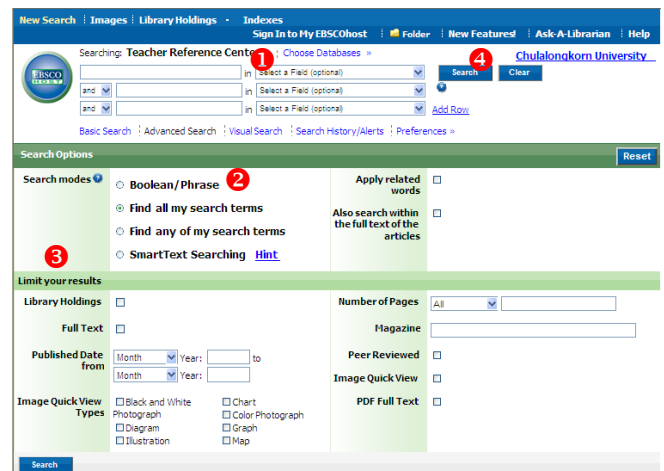 New Search Images Library Holdings Indexes
Sign In to My EBSCOhost Folder New Features! Ask-A-Librarian Help
Searching: Teacher Reference Center Choose Databases »
Chulalongkorn University
EBSCO HOST
1
4
in Select a Field (optional) Search Clear
and in Select a Field (optional)
and in Select a Field (optional) Add Row
Basic Search Advanced Search Visual Search Search History/Alerts Preferences »
Search Options Reset
Search modes Boolean/Phrase 2 Apply related words
Find all my search terms
Also search within the full text of the articles
Find any of my search terms
3 SmartText Searching Hint
Limit your results
Library Holdings Number of Pages All
Full Text Magazine
Published Date from Month Year: to Peer Reviewed
Month Year: Image Quick View
Image Quick View Types Black and White Photograph Chart PDF Full Text
Color Photograph
Diagram Graph
Illustration Map
Search